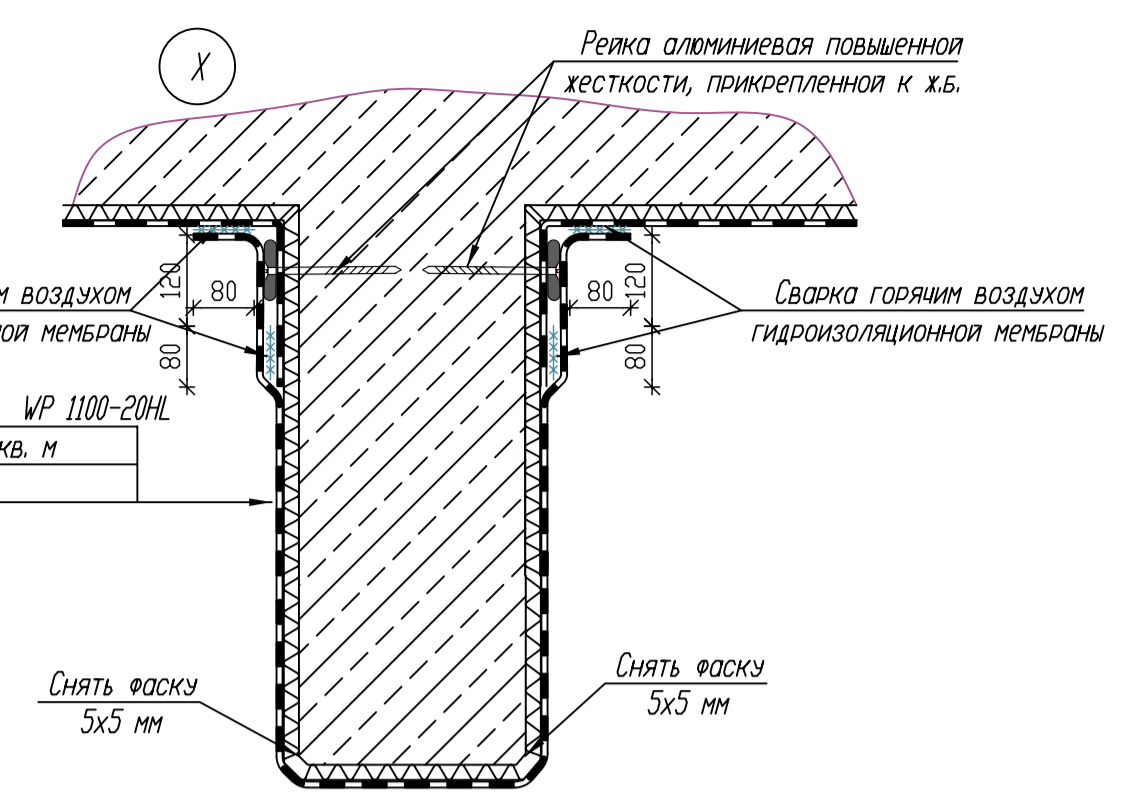 X
Рейка алюминиевая повышенной
жесткости, прикрепленной к ж.б.
120
80
80
120
м воздухом
ной мембраны
80
80
Сварка горячим воздухом
гидроизоляционной мембраны
WP 1100-20HL
кв. м
Снять фаску
5х5 мм
Снять фаску
5х5 мм